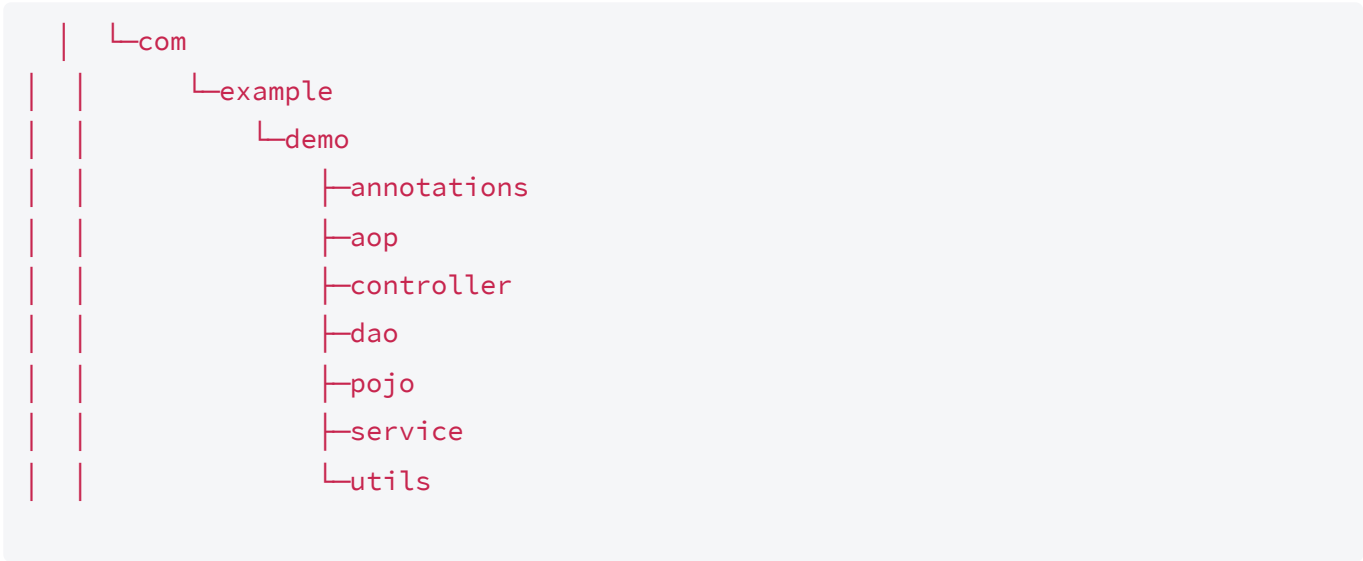 │  └─com
│  │      └─example
│  │          └─demo
│  │              ├─annotations
│  │              ├─aop
│  │              ├─controller
│  │              ├─dao
│  │              ├─pojo
│  │              ├─service
│  │              └─utils